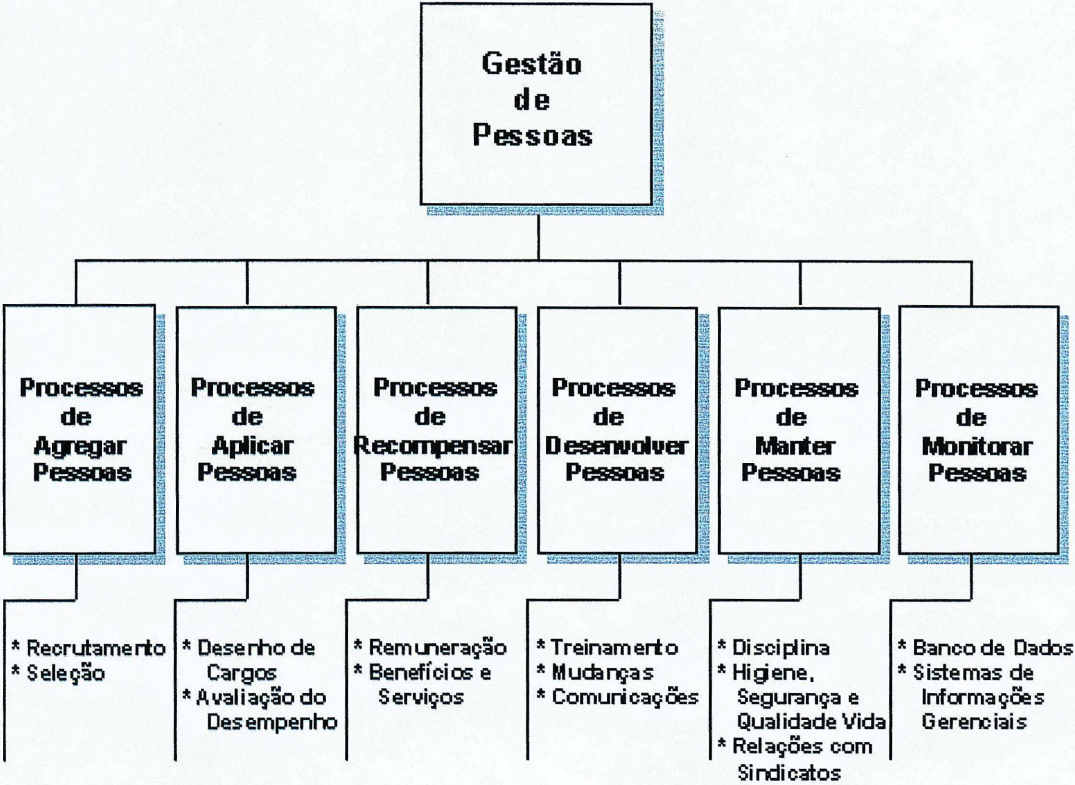 Gestão
de
Pessoas
Processos
de
Agregar
Pessoas
Processos
de
Aplicar
Pessoas
Processos
de
Recompensar
Pessoas
Processos
de
Desenvolver
Pessoas
Processos
de
Manter
Pessoas
Processos
de
Monitorar
Pessoas
* Recrutamento
* Seleção
* Desenho de
Cargos
* Avaliação do
Desempenho
* Remuneração
* Benefícios e
Serviços
* Treinamento
* Mudanças
* Comunicações
* Disciplina
* Higiene,
Segurança e
Qualidade Vida
* Relações com
Sindicatos
* Banco de Dados
* Sistemas de
Informações
Gerenciais